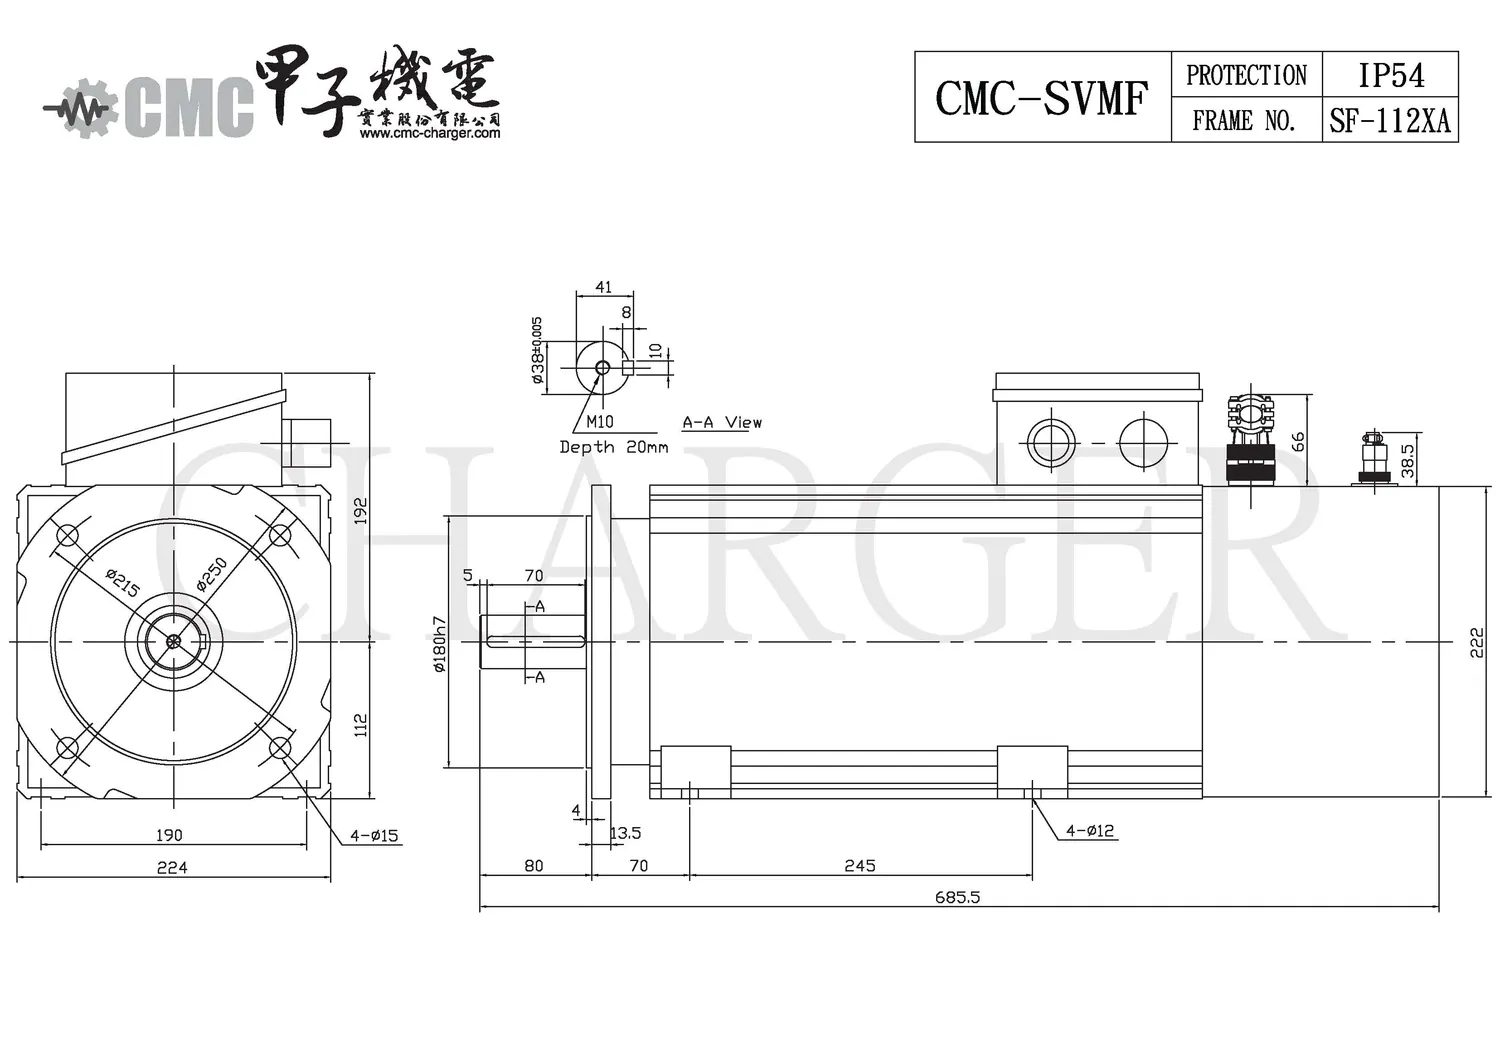 CMC 甲子機電
實業股份有限公司
www.cmc-charger.com
CMC-SVMF
PROTECTION IP54
FRAME NO. SF-112XA
41
8
ø38±0.005
10
M10
Depth 20mm
A-A View
CHARGER
66
38.5
192
112
ø215
ø250
190
224
4-ø15
5
70
A
A
ø180h7
222
4
13.5
4-ø12
80
70
245
685.5